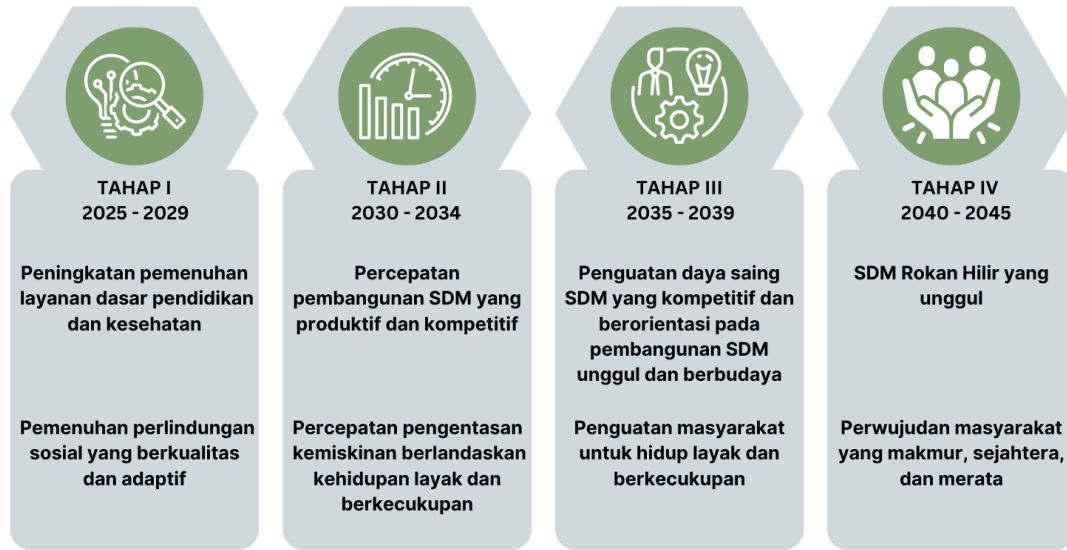 TAHAP I
2025 - 2029
Peningkatan pemenuhan
layanan dasar pendidikan
dan kesehatan
Pemenuhan perlindungan
sosial yang berkualitas
dan adaptif
TAHAP II
2030 - 2034
Percepatan
pembangunan SDM yang
produktif dan kompetitif
Percepatan pengentasan
kemiskinan berlandaskan
kehidupan layak dan
berkecukupan
TAHAP III
2035 - 2039
Penguatan daya saing
SDM yang kompetitif dan
berorientasi pada
pembangunan SDM
unggul dan berbudaya
Penguatan masyarakat
untuk hidup layak dan
berkecukupan
TAHAP IV
2040 - 2045
SDM Rokan Hilir yang
unggul
Perwujudan masyarakat
yang makmur, sejahtera,
dan merata